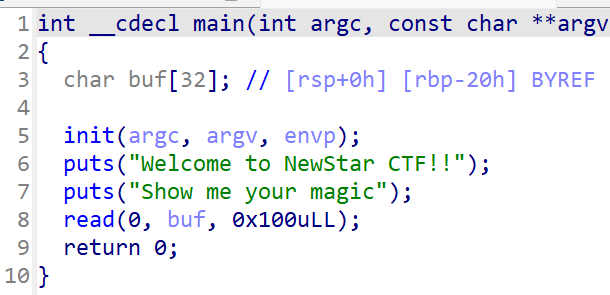 1 int __cdecl main(int argc, const char **argv
2 {
3   char buf[32]; // [rsp+0h] [rbp-20h] BYREF
4
5   init(argc, argv, envp);
6   puts("Welcome to NewStar CTF!!");
7   puts("Show me your magic");
8   read(0, buf, 0x100uLL);
9   return 0;
10 }